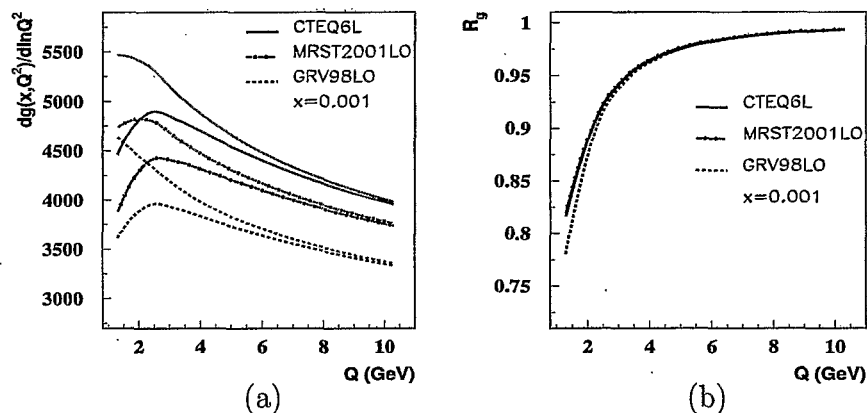 dg(x,Q²)/dlnQ²
5500
5000
4500
4000
3500
3000
CTEQ6L
MRST2001LO
GRV98LO
x=0.001
2 4 6 8 10
Q (GeV)
(a)
R_g
1
0.95
0.9
0.85
0.8
0.75
CTEQ6L
MRST2001LO
GRV98LO
x=0.001
2 4 6 8 10
Q (GeV)
(b)